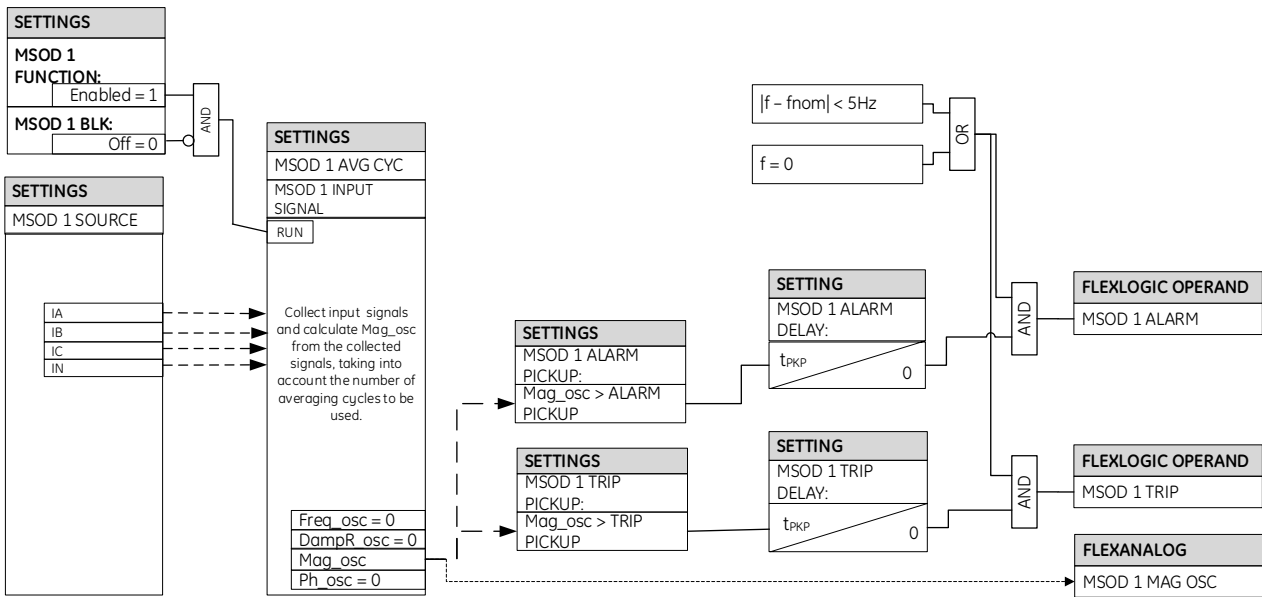 SETTINGS
MSOD 1
FUNCTION:
Enabled = 1
MSOD 1 BLK:
Off = 0
AND
SETTINGS
MSOD 1 SOURCE
IA
IB
IC
IN
SETTINGS
MSOD 1 AVG CYC
MSOD 1 INPUT
SIGNAL
RUN
Collect input signals
and calculate Mag_osc
from the collected
signals, taking into
account the number of
averaging cycles to be
used.
Freq_osc = 0
DampR_osc = 0
Mag_osc
Ph_osc = 0
SETTINGS
MSOD 1 ALARM
PICKUP:
Mag_osc > ALARM
PICKUP
SETTINGS
MSOD 1 TRIP
PICKUP:
Mag_osc > TRIP
PICKUP
|f – fnom| < 5Hz
f = 0
OR
SETTING
MSOD 1 ALARM
DELAY:
tPKP
0
SETTING
MSOD 1 TRIP
DELAY:
tPKP
0
AND
AND
FLEXLOGIC OPERAND
MSOD 1 ALARM
FLEXLOGIC OPERAND
MSOD 1 TRIP
FLEXANALOG
MSOD 1 MAG OSC